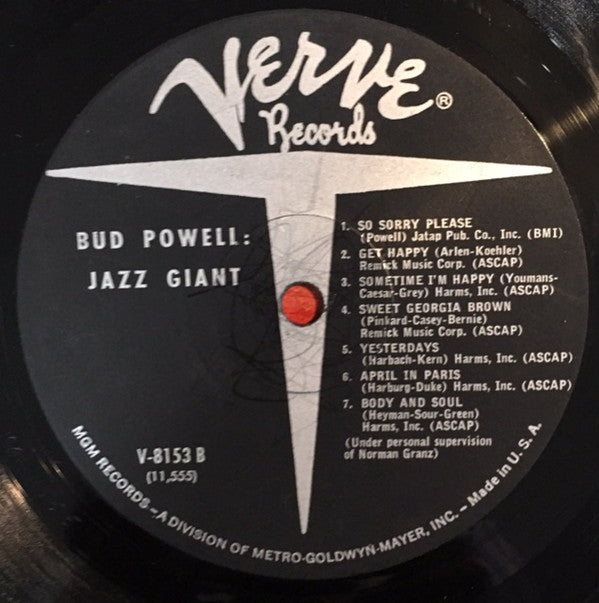 VERVE®
Records
BUD POWELL:
JAZZ GIANT
1. SO SORRY PLEASE
(Powell) Jatap Pub. Co., Inc. (BMI)
2. GET HAPPY (Arlen-Koehler)
Remick Music Corp. (ASCAP)
3. SOMETIME I'M HAPPY (Youmans-
Caesar-Grey) Harms, Inc. (ASCAP)
4. SWEET GEORGIA BROWN
(Pinkard-Casey-Bernie)
Remick Music Corp. (ASCAP)
5. YESTERDAYS
(Harbach-Kern) Harms, Inc. (ASCAP)
6. APRIL IN PARIS
(Harburg-Duke) Harms, Inc. (ASCAP)
7. BODY AND SOUL
(Heyman-Sour-Green)
Harms, Inc. (ASCAP)
(Under personal supervision
of Norman Granz)
V-8153 B
(11,555)
MGM RECORDS—A DIVISION OF METRO-GOLDWYN-MAYER, INC. — Made in U. S. A.